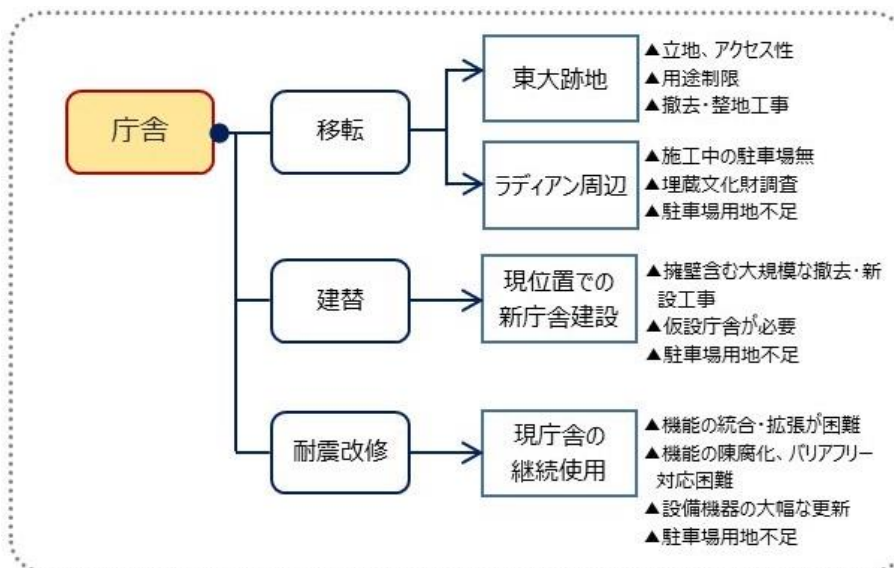 庁舎
移転
東大跡地
▲立地、アクセス性
▲用途制限
▲撤去・整地工事
ラディアン周辺
▲施工中の駐車場無
▲埋蔵文化財調査
▲駐車場用地不足
建替
現位置での
新庁舎建設
▲擁壁含む大規模な撤去・新
設工事
▲仮設庁舎が必要
▲駐車場用地不足
耐震改修
現庁舎の
継続使用
▲機能の統合・拡張が困難
▲機能の陳腐化、バリアフリー
対応困難
▲設備機器の大幅な更新
▲駐車場用地不足